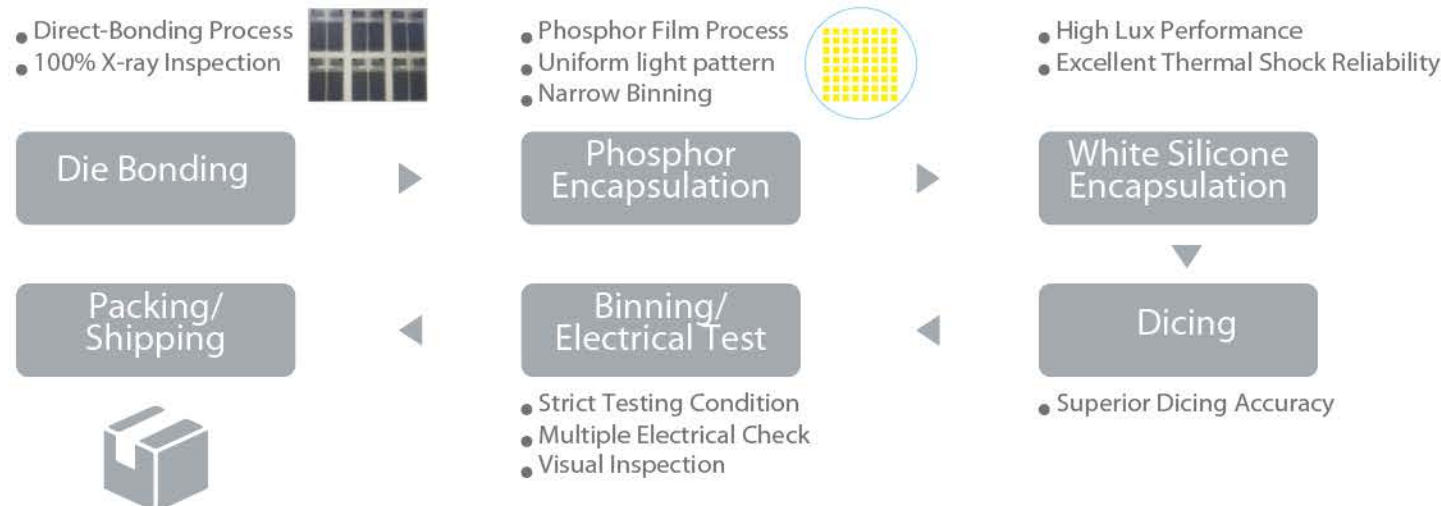 Direct-Bonding Process
100% X-ray Inspection
Die Bonding
Phosphor Film Process
Uniform light pattern
Narrow Binning
Phosphor
Encapsulation
High Lux Performance
Excellent Thermal Shock Reliability
White Silicone
Encapsulation
Dicing
Superior Dicing Accuracy
Binning/
Electrical Test
Strict Testing Condition
Multiple Electrical Check
Visual Inspection
Packing/
Shipping